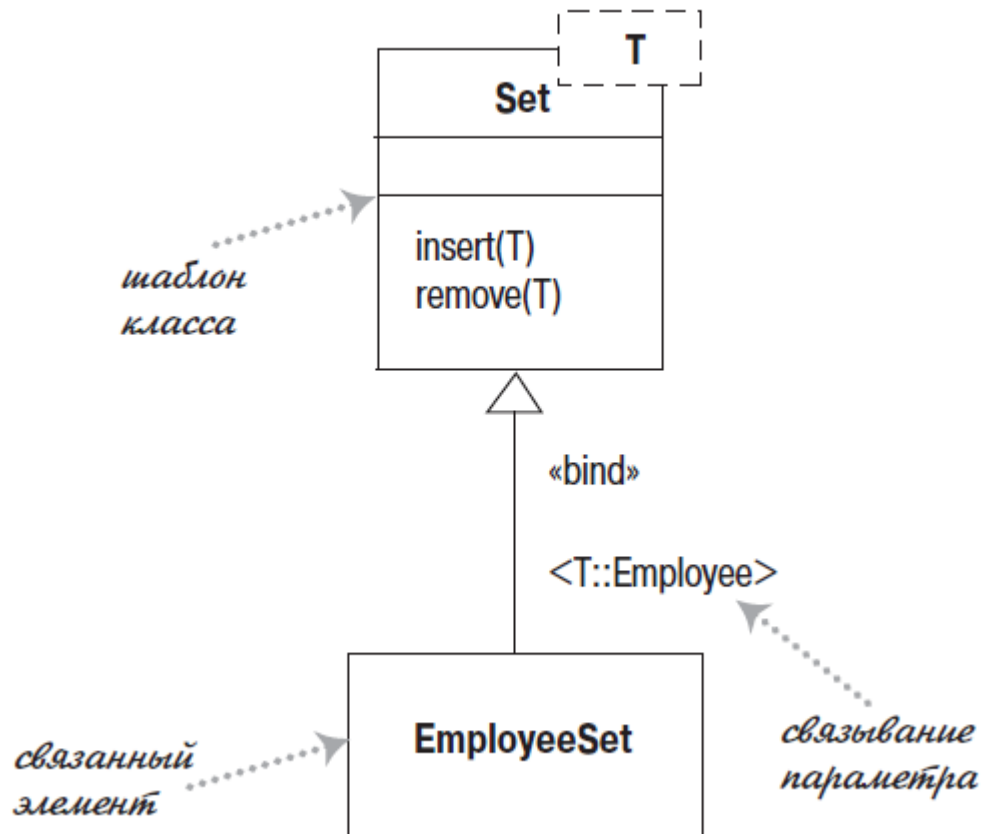 T
Set
insert(T)
remove(T)
шаблон
класса
«bind»
<T::Employee>
EmployeeSet
связанный
элемент
связывание
параметра